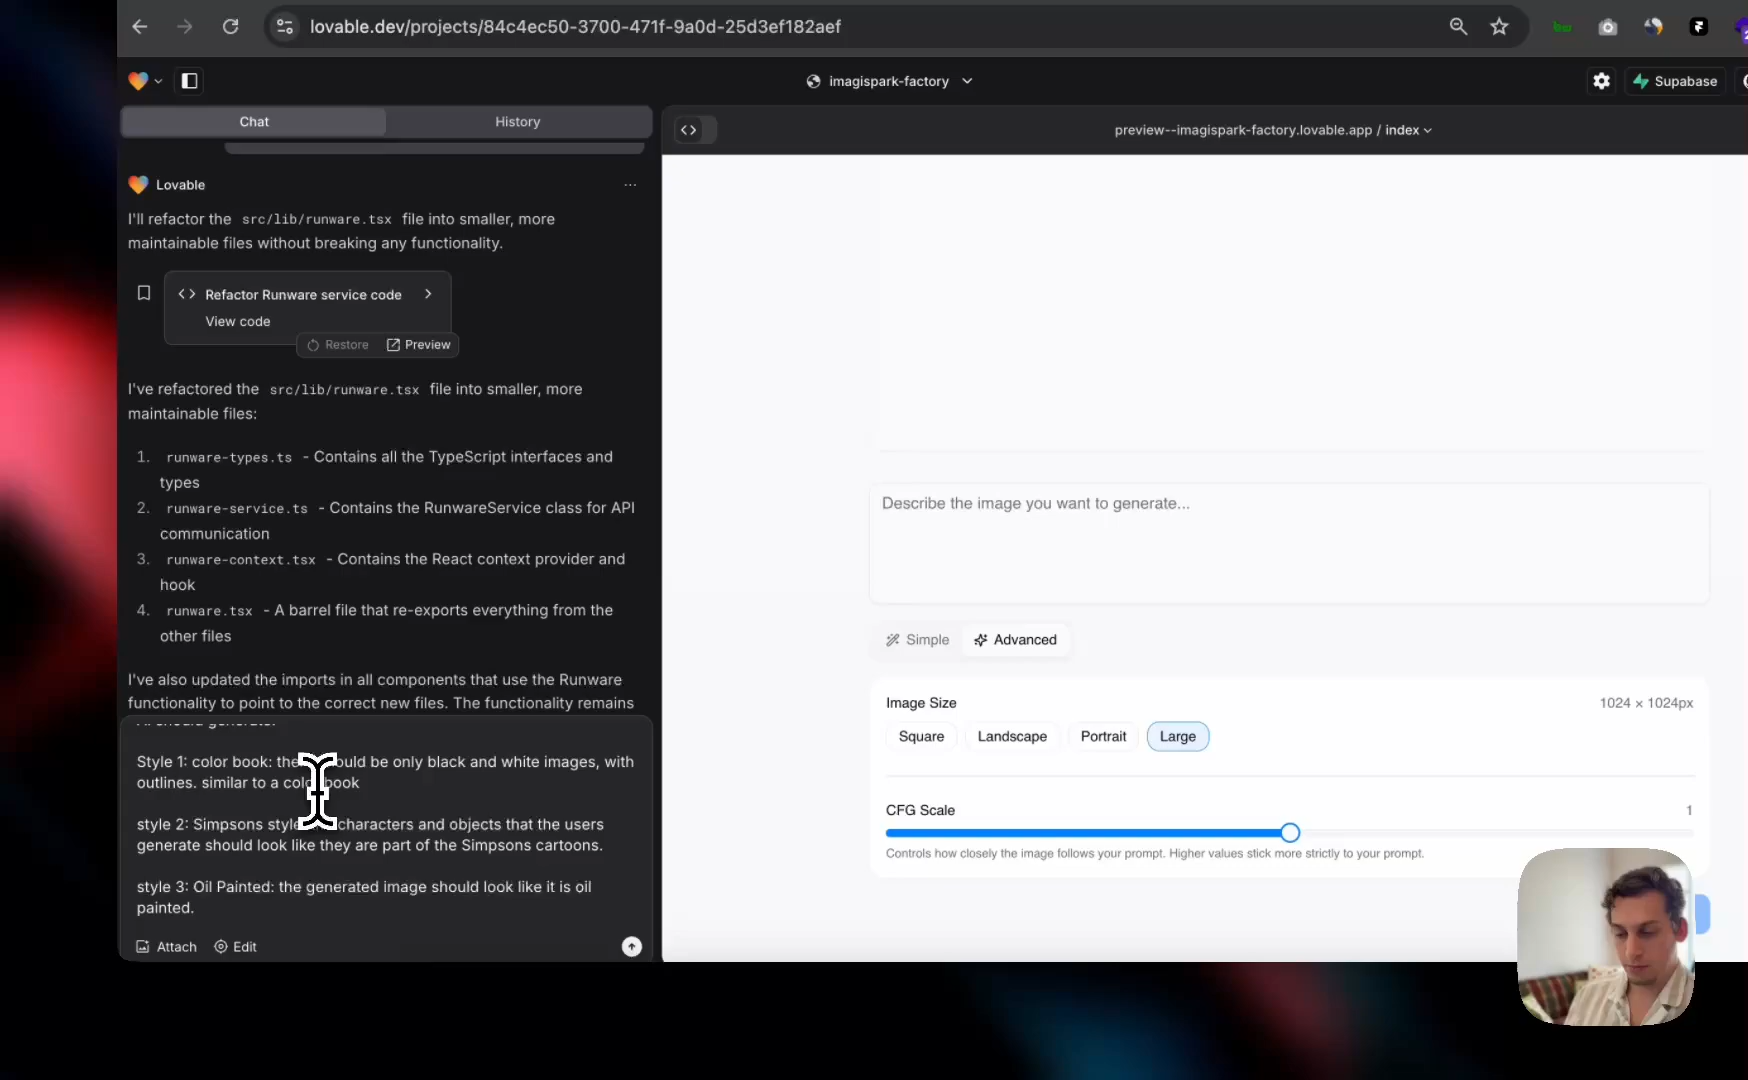 lovable.dev/projects/84c4ec50-3700-471f-9a0d-25d3ef182aef
imagispark-factory
Supabase
Chat
History
preview--imagispark-factory.lovable.app / index
Lovable
I'll refactor the src/lib/runware.tsx file into smaller, more
maintainable files without breaking any functionality.
Refactor Runware service code
View code
Restore
Preview
I've refactored the src/lib/runware.tsx file into smaller, more
maintainable files:
1. runware-types.ts - Contains all the TypeScript interfaces and
types
2. runware-service.ts - Contains the RunwareService class for API
communication
3. runware-context.tsx - Contains the React context provider and
hook
4. runware.tsx - A barrel file that re-exports everything from the
other files
I've also updated the imports in all components that use the Runware
functionality to point to the correct new files. The functionality remains
AI should generate:
Style 1: color book: the ould be only black and white images, with
outlines. similar to a color book
style 2: Simpsons style characters and objects that the users
generate should look like they are part of the Simpsons cartoons.
style 3: Oil Painted: the generated image should look like it is oil
painted.
Attach
Edit
Describe the image you want to generate...
Simple
Advanced
Image Size
1024 × 1024px
Square
Landscape
Portrait
Large
CFG Scale
1
Controls how closely the image follows your prompt. Higher values stick more strictly to your prompt.